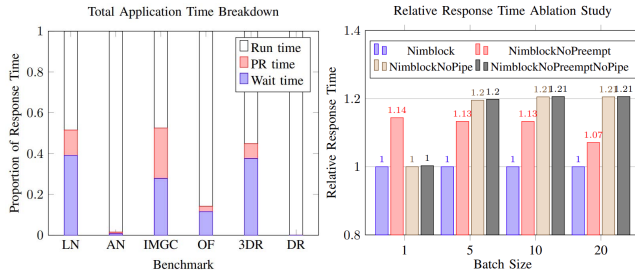 Total Application Time Breakdown
Proportion of Response Time
1
0.8
0.6
0.4
0.2
0
Run time
PR time
Wait time
LN AN IMGC OF 3DR DR
Benchmark
Relative Response Time Ablation Study
Relative Response Time
1.4
1.2
1
0.8
Nimblock NimblockNoPreempt
NimblockNoPipe NimblockNoPreemptNoPipe
1 1.14 1 1
1 1.13 1.2 1.2
1 1.13 1.21 1.21
1 1.07 1.21 1.21
1 5 10 20
Batch Size